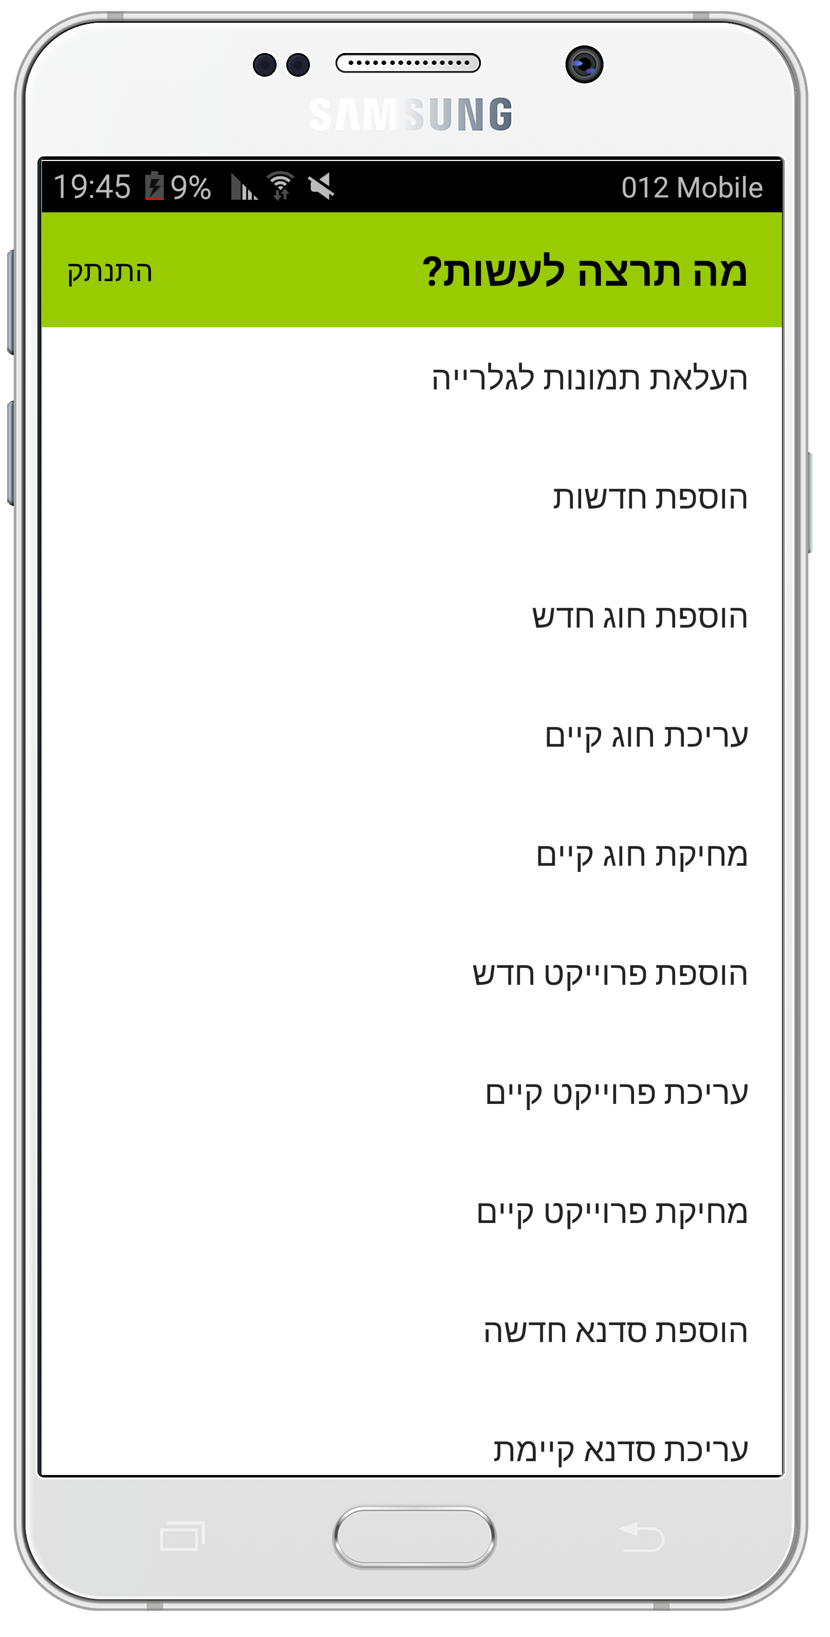 SAMSUNG
19:45 9% 012 Mobile
מה תרצה לעשות? התנתק
העלאת תמונות לגלרייה
הוספת חדשות
הוספת חוג חדש
עריכת חוג קיים
מחיקת חוג קיים
הוספת פרוייקט חדש
עריכת פרוייקט קיים
מחיקת פרוייקט קיים
הוספת סדנא חדשה
עריכת סדנא קיימת